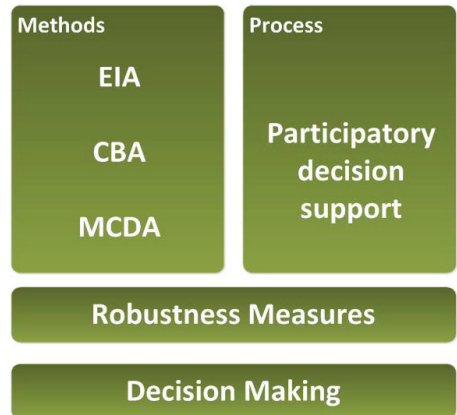 Methods
EIA
CBA
MCDA
Process
Participatory
decision
support
Robustness Measures
Decision Making